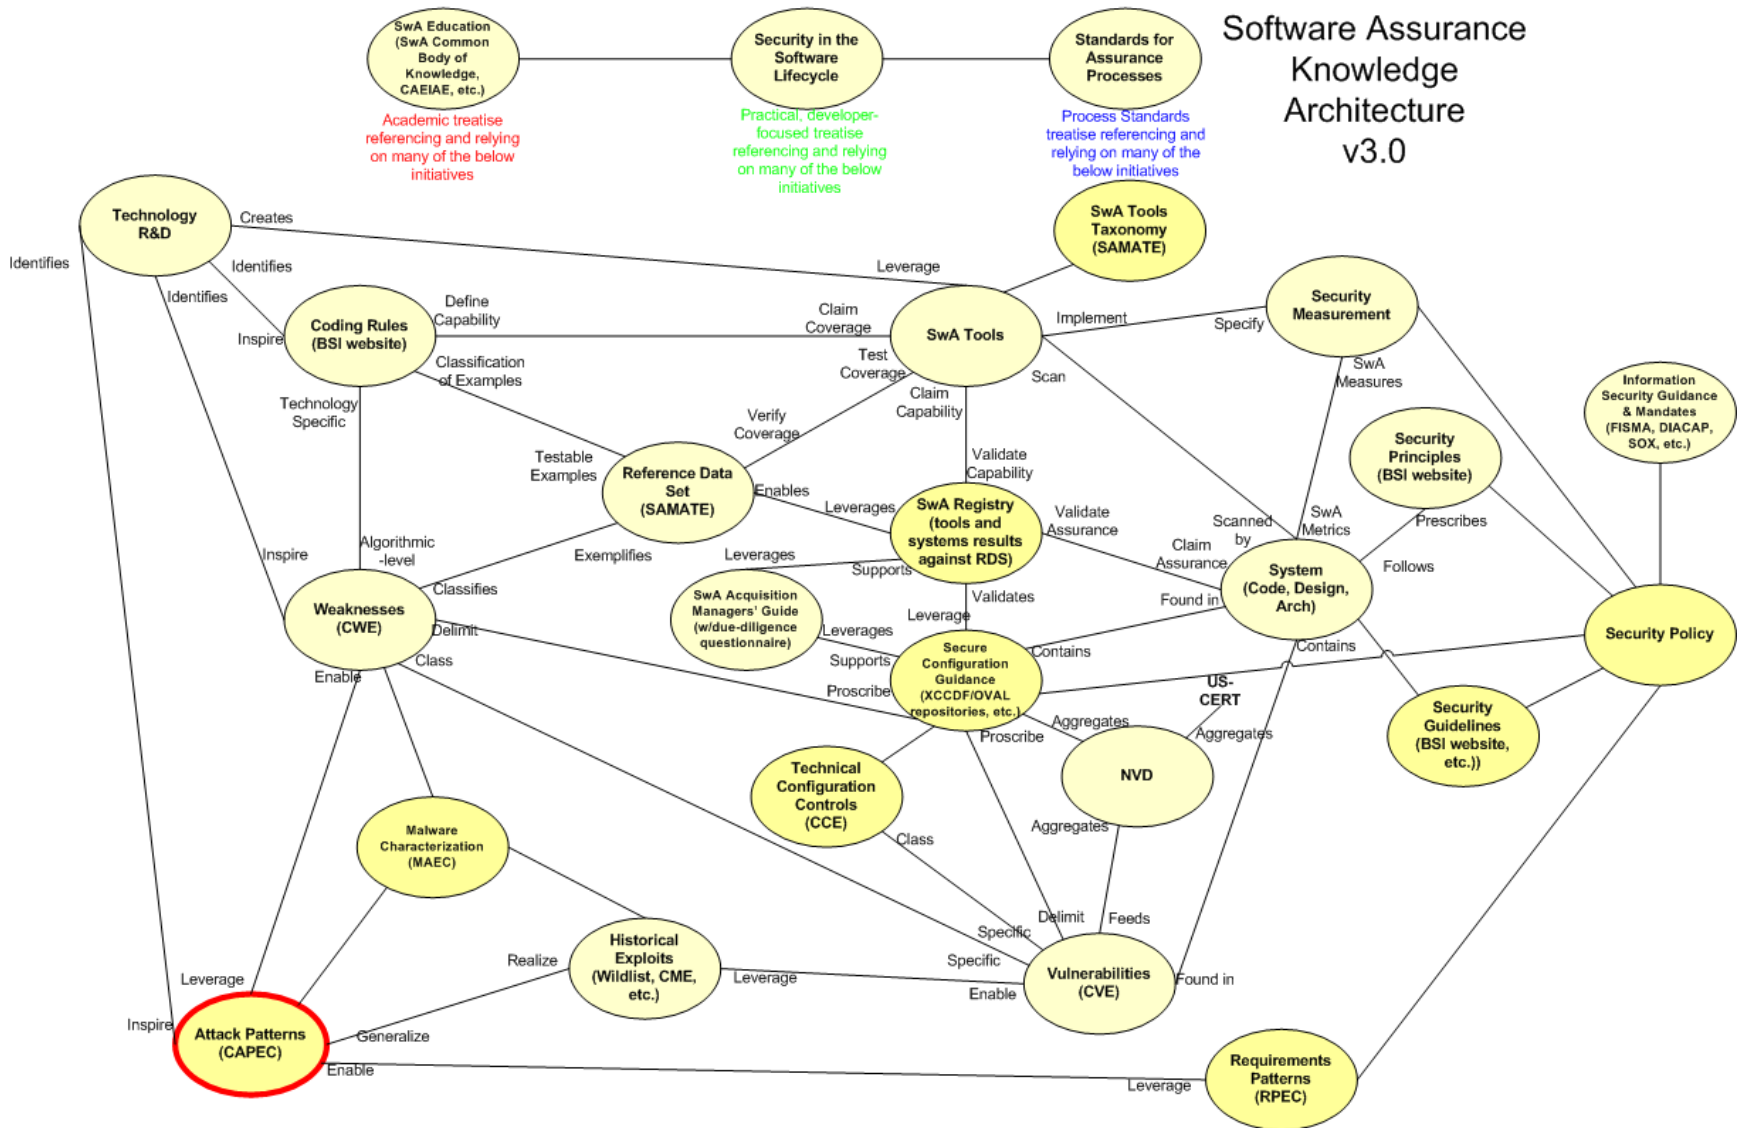 SwA Education
(SwA Common
Body of
Knowledge,
CAEIAE, etc.)
Security in the
Software
Lifecycle
Standards for
Assurance
Processes
Software Assurance
Knowledge
Architecture
v3.0
Academic treatise
referencing and relying
on many of the below
initiatives
Practical, developer-
focused treatise
referencing and relying
on many of the below
initiatives
Process Standards
treatise referencing and
relying on many of the
below initiatives
Technology
R&D
Creates
Identifies
Identifies
Identifies
Leverage
SwA Tools
Taxonomy
(SAMATE)
Inspire
Coding Rules
(BSI website)
Define
Capability
Claim
Coverage
SwA Tools
Implement
Specify
Security
Measurement
Classification
of Examples
Test
Coverage
Claim
Capability
Scan
SwA
Measures
Information
Security Guidance
& Mandates
(FISMA, DIACAP,
SOX, etc.)
Technology
Specific
Verify
Coverage
Testable
Examples
Reference Data
Set
(SAMATE)
Enables
Validate
Capability
Security
Principles
(BSI website)
Leverages
SwA Registry
(tools and
systems results
against RDS)
Validate
Assurance
Scanned
by
SwA
Metrics
Prescribes
Inspire
Algorithmic
-level
Exemplifies
Leverages
Supports
Claim
Assurance
Follows
Classifies
Weaknesses
(CWE)
SwA Acquisition
Managers' Guide
(w/due-diligence
questionnaire)
Validates
Leverage
Found in
System
(Code, Design,
Arch)
Delimit
Leverages
Supports
Security Policy
Enable
Class
Proscribe
Secure
Configuration
Guidance
(XCCDF/OVAL
repositories, etc.)
Contains
Contains
US-
CERT
Aggregates
Proscribe
Aggregates
Security
Guidelines
(BSI website,
etc.))
Technical
Configuration
Controls
(CCE)
NVD
Aggregates
Class
Malware
Characterization
(MAEC)
Delimit
Feeds
Specific
Specific
Historical
Exploits
(Wildlist, CME,
etc.)
Realize
Leverage
Enable
Vulnerabilities
(CVE)
Found in
Leverage
Inspire
Attack Patterns
(CAPEC)
Generalize
Enable
Leverage
Requirements
Patterns
(RPEC)